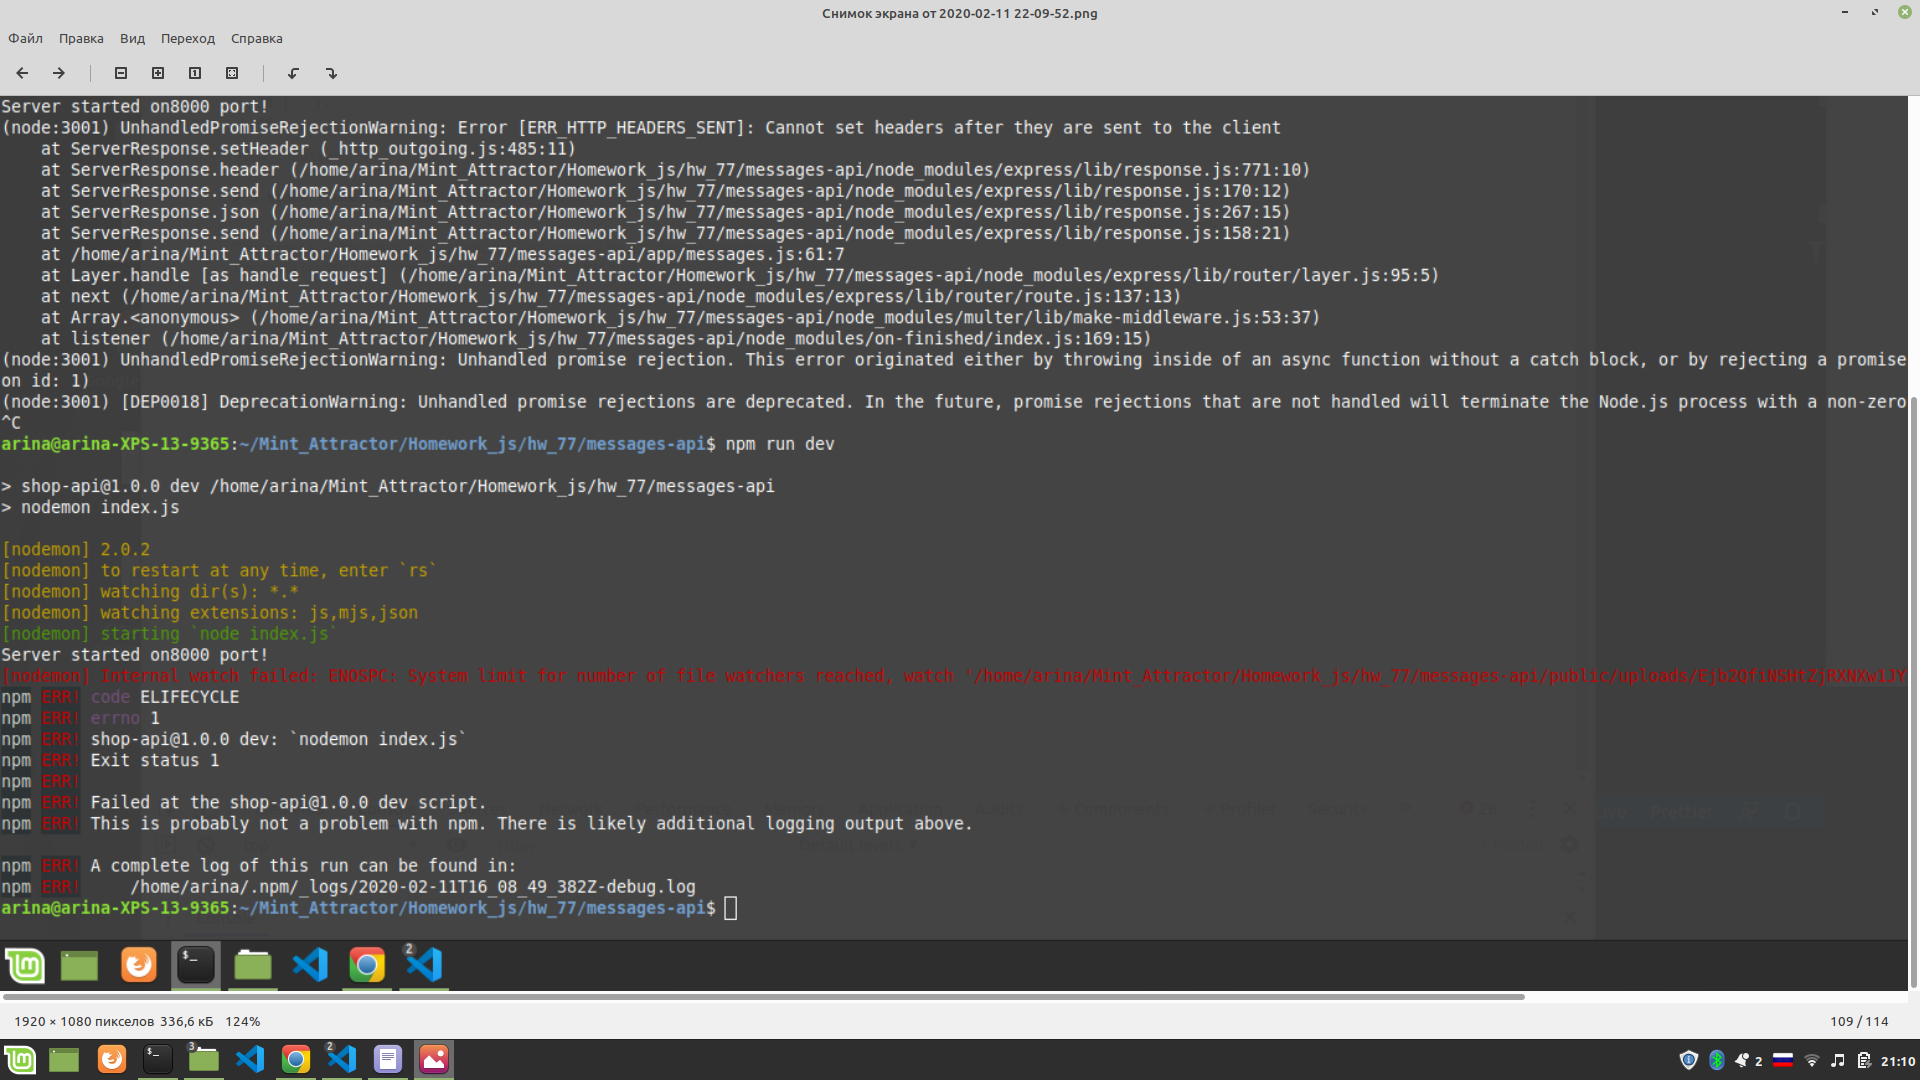 Снимок экрана от 2020-02-11 22-09-52.png
Файл Правка Вид Переход Справка
Server started on8000 port!
(node:3001) UnhandledPromiseRejectionWarning: Error [ERR_HTTP_HEADERS_SENT]: Cannot set headers after they are sent to the client
at ServerResponse.setHeader (_http_outgoing.js:485:11)
at ServerResponse.header (/home/arina/Mint_Attractor/Homework_js/hw_77/messages-api/node_modules/express/lib/response.js:771:10)
at ServerResponse.send (/home/arina/Mint_Attractor/Homework_js/hw_77/messages-api/node_modules/express/lib/response.js:170:12)
at ServerResponse.json (/home/arina/Mint_Attractor/Homework_js/hw_77/messages-api/node_modules/express/lib/response.js:267:15)
at ServerResponse.send (/home/arina/Mint_Attractor/Homework_js/hw_77/messages-api/node_modules/express/lib/response.js:158:21)
at /home/arina/Mint_Attractor/Homework_js/hw_77/messages-api/app/messages.js:61:7
at Layer.handle [as handle_request] (/home/arina/Mint_Attractor/Homework_js/hw_77/messages-api/node_modules/express/lib/router/layer.js:95:5)
at next (/home/arina/Mint_Attractor/Homework_js/hw_77/messages-api/node_modules/express/lib/router/route.js:137:13)
at Array.<anonymous> (/home/arina/Mint_Attractor/Homework_js/hw_77/messages-api/node_modules/multer/lib/make-middleware.js:53:37)
at listener (/home/arina/Mint_Attractor/Homework_js/hw_77/messages-api/node_modules/on-finished/index.js:169:15)
(node:3001) UnhandledPromiseRejectionWarning: Unhandled promise rejection. This error originated either by throwing inside of an async function without a catch block, or by rejecting a promise
on id: 1)
(node:3001) [DEP0018] DeprecationWarning: Unhandled promise rejections are deprecated. In the future, promise rejections that are not handled will terminate the Node.js process with a non-zero
^C
arina@arina-XPS-13-9365:~/Mint_Attractor/Homework_js/hw_77/messages-api$ npm run dev
> shop-api@1.0.0 dev /home/arina/Mint_Attractor/Homework_js/hw_77/messages-api
> nodemon index.js
[nodemon] 2.0.2
[nodemon] to restart at any time, enter `rs`
[nodemon] watching dir(s): *.*
[nodemon] watching extensions: js,mjs,json
[nodemon] starting `node index.js`
Server started on8000 port!
[nodemon] Internal watch failed: ENOSPC: System limit for number of file watchers reached, watch '/home/arina/Mint_Attractor/Homework_js/hw_77/messages-api/public/uploads/
npm ERR! code ELIFECYCLE
npm ERR! errno 1
npm ERR! shop-api@1.0.0 dev: `nodemon index.js`
npm ERR! Exit status 1
npm ERR!
npm ERR! Failed at the shop-api@1.0.0 dev script.
npm ERR! This is probably not a problem with npm. There is likely additional logging output above.
npm ERR! A complete log of this run can be found in:
npm ERR! /home/arina/.npm/_logs/2020-02-11T16_08_49_382Z-debug.log
arina@arina-XPS-13-9365:~/Mint_Attractor/Homework_js/hw_77/messages-api$
2
1920 × 1080 пикселов 336,6 кБ 124% 109 / 114
3 2 2 21:10